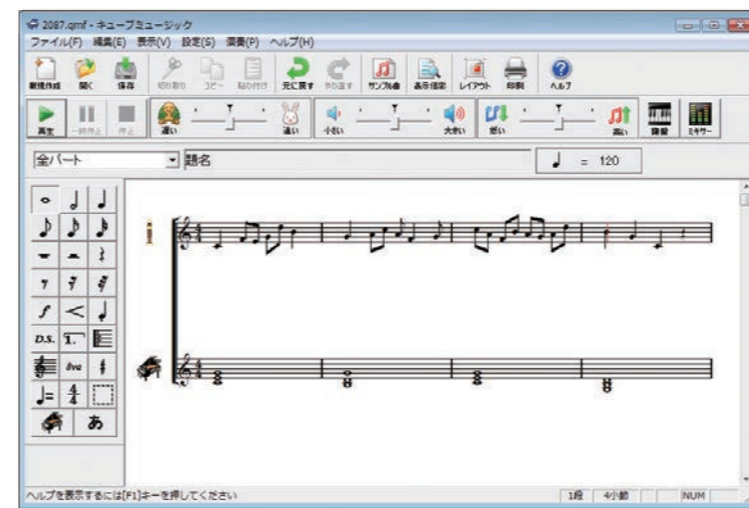 2087.qmf - キューブミュージック
ファイル(F) 編集(E) 表示(V) 設定(S) 演奏(P) ヘルプ(H)
新規作成 開く 保存 切り取り コピー 貼り付け 元に戻す やり直す サンプル曲 表示倍率 レイアウト 印刷 ヘルプ
再生 一時停止 停止 遅い 速い 小さい 大きい 低い 高い 鍵盤 ミキサー
全パート 題名 = 120
D.S. 1. 8va
4
4
あ
ヘルプを表示するには[F1]キーを押してください 1段 4小節 NUM